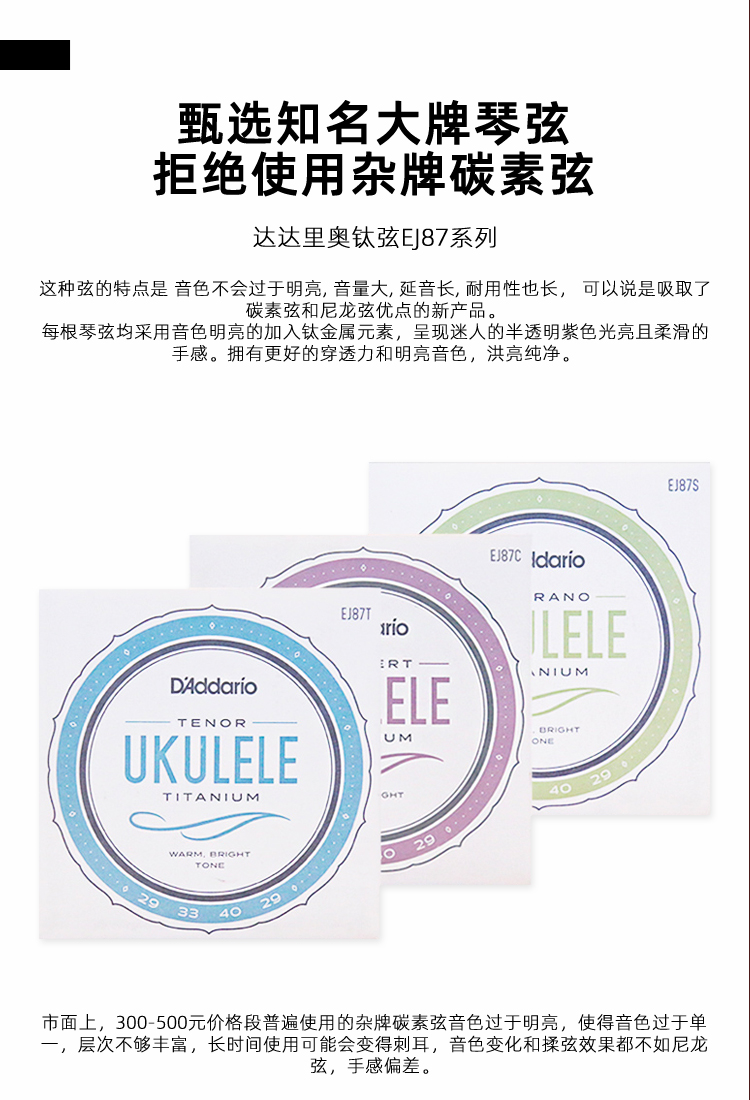 甄选知名大牌琴弦
拒绝使用杂牌碳素弦
达达里奥钛弦EJ87系列
这种弦的特点是 音色不会过于明亮, 音量大, 延音长, 耐用性也长， 可以说是吸取了
碳素弦和尼龙弦优点的新产品。
每根琴弦均采用音色明亮的加入钛金属元素，呈现迷人的半透明紫色光亮且柔滑的
手感。拥有更好的穿透力和明亮音色，洪亮纯净。
EJ87S
ddario
RANO
ULELE
ANIUM
BRIGHT
ONE
40 29
EJ87C
ario
ERT
ELE
UM
GHT
0 29
EJ87T
D'Addario
TENOR
UKULELE
TITANIUM
WARM, BRIGHT
TONE
29 33 40 29
市面上，300-500元价格段普遍使用的杂牌碳素弦音色过于明亮，使得音色过于单
一，层次不够丰富，长时间使用可能会变得刺耳，音色变化和揉弦效果都不如尼龙
弦，手感偏差。